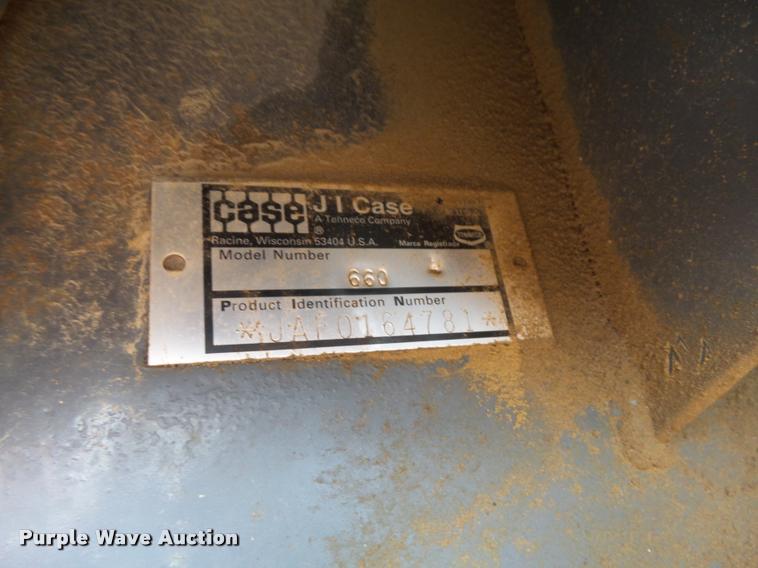 case
J I Case
A Tenneco Company
®
Racine, Wisconsin 53404 U.S.A.
Marca Registrada
Model Number
660
Product Identification Number
*JAF0164781*
Purple Wave Auction